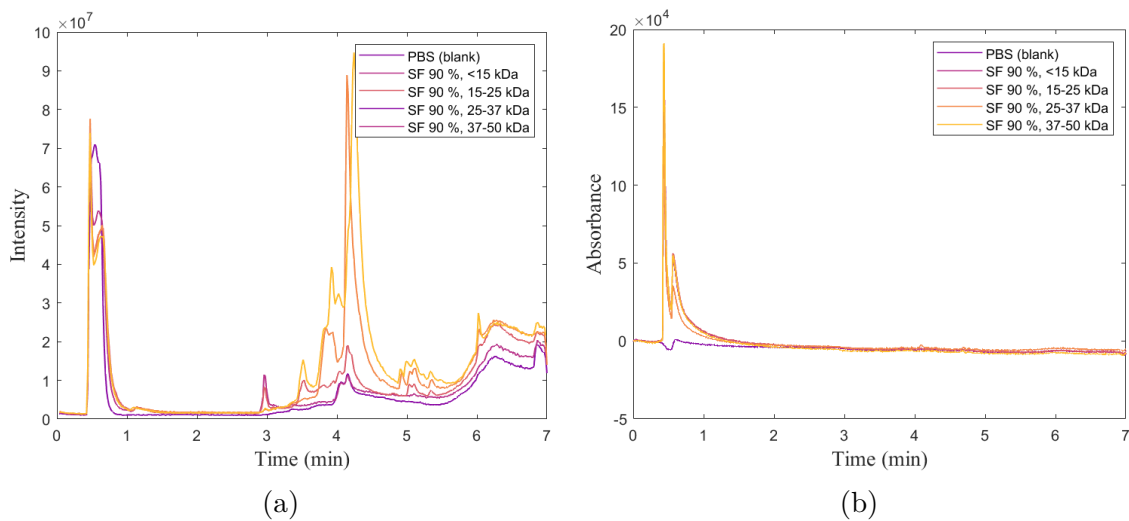 ×10⁷
10
9
8
7
6
5
4
3
2
1
0
Intensity
0 1 2 3 4 5 6 7
Time (min)
PBS (blank)
SF 90 %, <15 kDa
SF 90 %, 15-25 kDa
SF 90 %, 25-37 kDa
SF 90 %, 37-50 kDa
(a)
×10⁴
20
15
10
5
0
-5
Absorbance
0 1 2 3 4 5 6 7
Time (min)
PBS (blank)
SF 90 %, <15 kDa
SF 90 %, 15-25 kDa
SF 90 %, 25-37 kDa
SF 90 %, 37-50 kDa
(b)